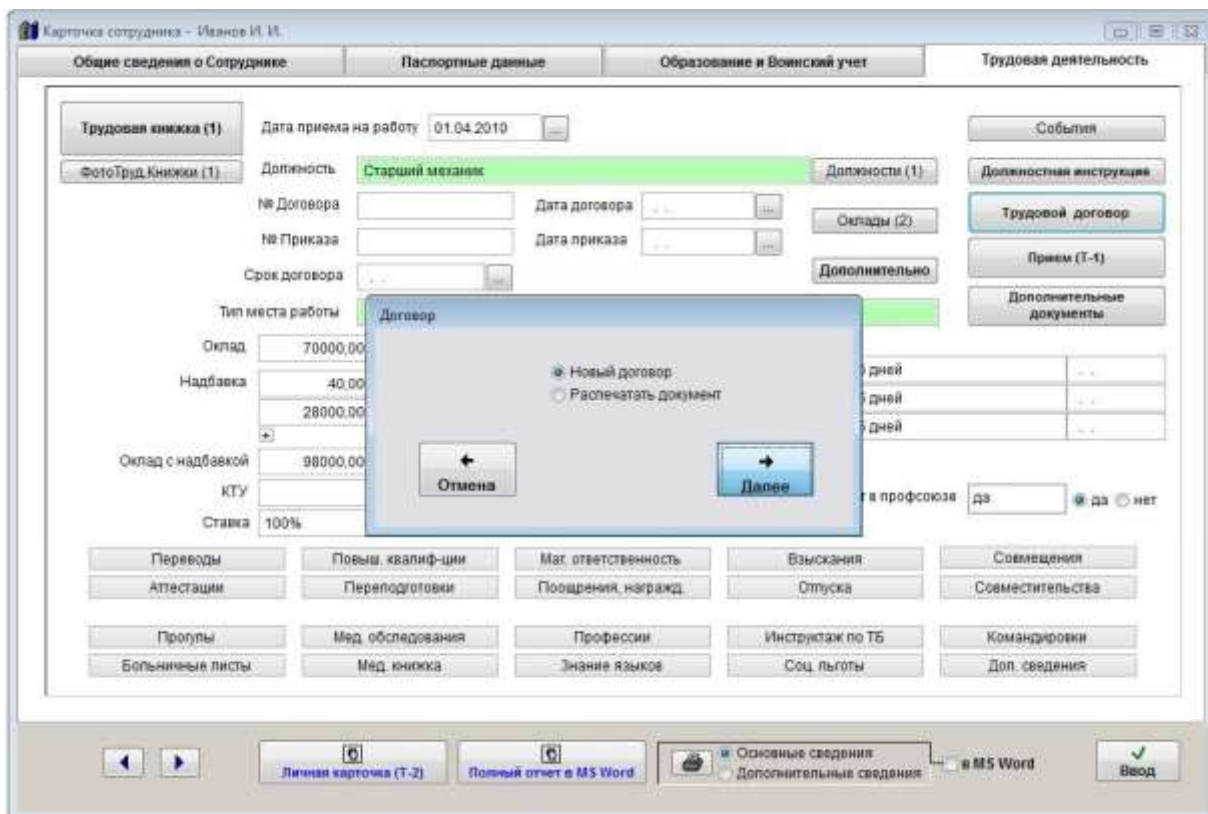 Карточка сотрудника - Иванов И. И.
Общие сведения о Сотруднике
Паспортные данные
Образование и Воинский учет
Трудовая деятельность
Трудовая книжка (1)
Дата приема на работу 01.04.2010 ...
События
ФотоТруд.Книжки (1)
Должность Старший механик
Должности (1)
Должностная инструкция
№ Договора
Дата договора . . ...
Оклады (2)
Трудовой договор
№ Приказа
Дата приказа . . ...
Прием (Т-1)
Срок договора . . ...
Дополнительно
Дополнительные
документы
Тип места работы
Договор
Оклад 70000,00
Новый договор
дней . .
Надбавка 40,00
Распечатать документ
дней . .
28000,00
дней . .
+
Оклад с надбавкой 98000,00
Отмена
Далее
КТУ
в профсоюзе да
да нет
Ставка 100%
Переводы
Повыш. квалиф-ции
Мат. ответственность
Взыскания
Совмещения
Аттестации
Переподготовки
Поощрения, награжд.
Отпуска
Совместительства
Прогулы
Мед. обследования
Профессии
Инструктаж по ТБ
Командировки
Больничные листы
Мед. книжка
Знание языков
Соц. льготы
Доп. сведения
Личная карточка (Т-2)
Полный отчет в MS Word
Основные сведения
Дополнительные сведения
в MS Word
Ввод